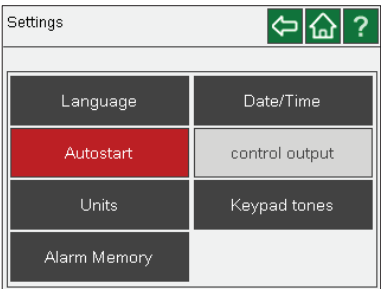 Settings ?
Language Date/Time
Autostart control output
Units Keypad tones
Alarm Memory